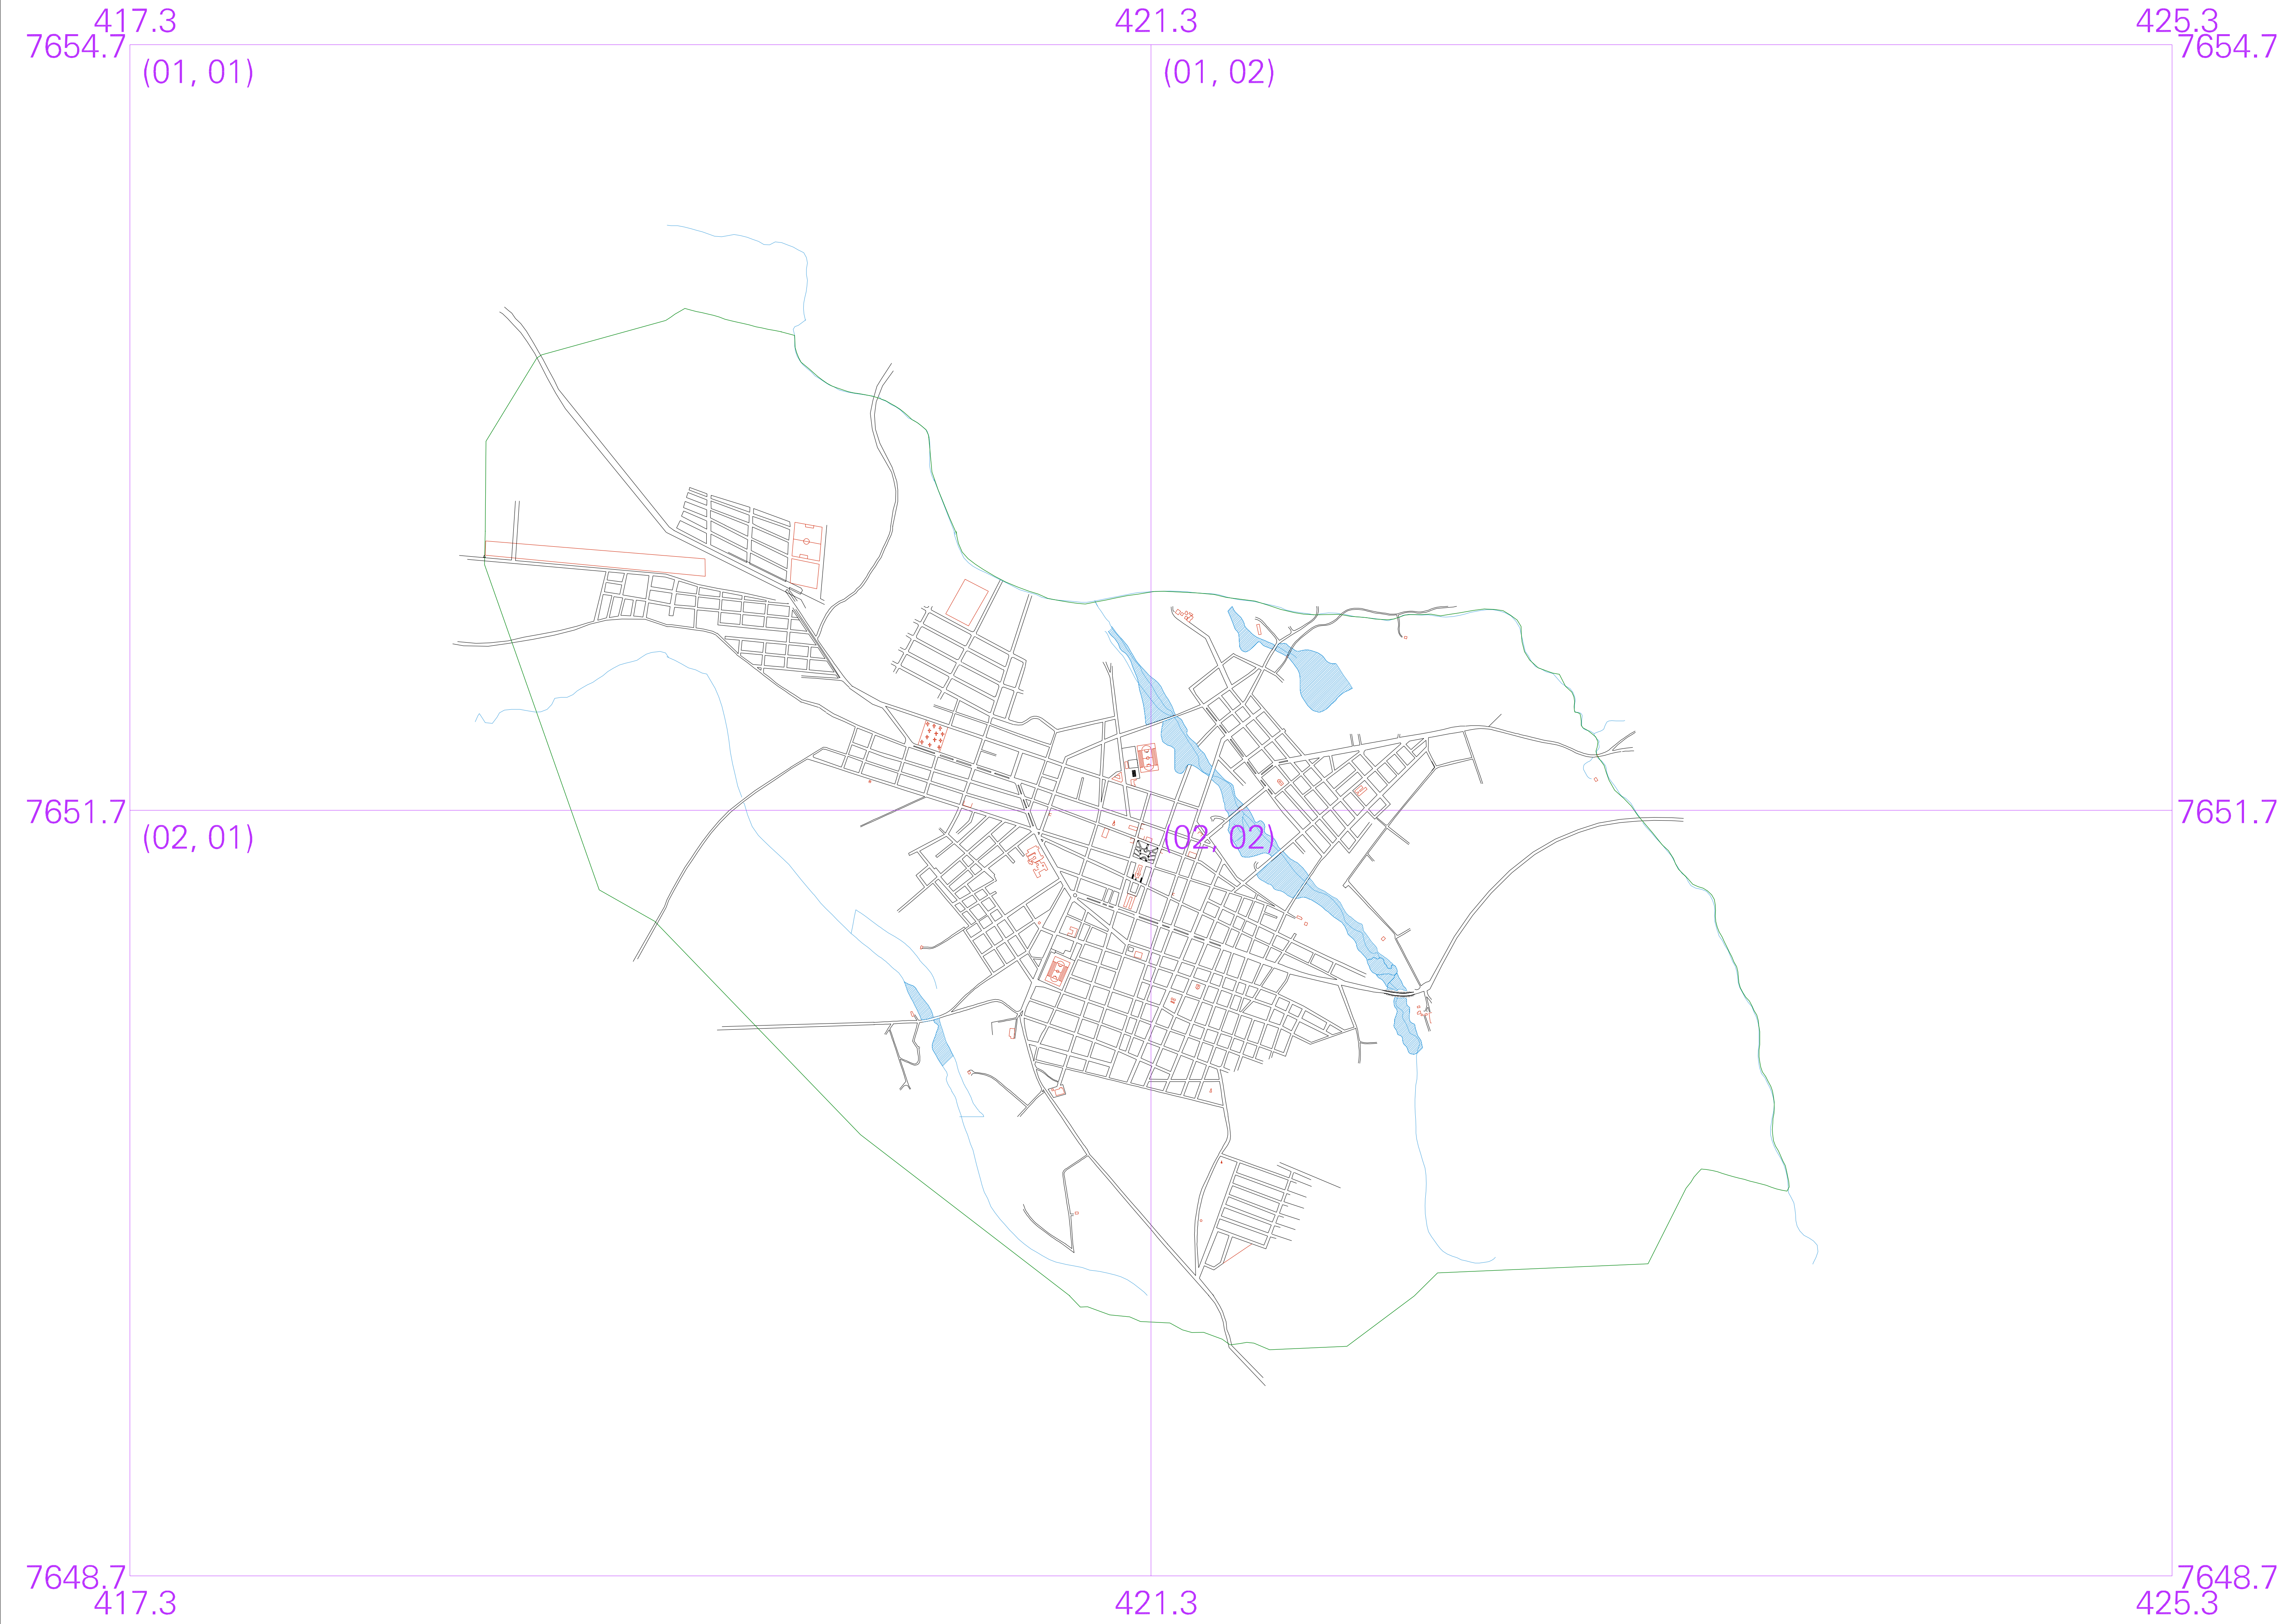 417.3 421.3 425.3
7654.7 7654.7
(01, 01) (01, 02)
7651.7 7651.7
(02, 01) (02, 02)
7648.7 7648.7
417.3 421.3 425.3